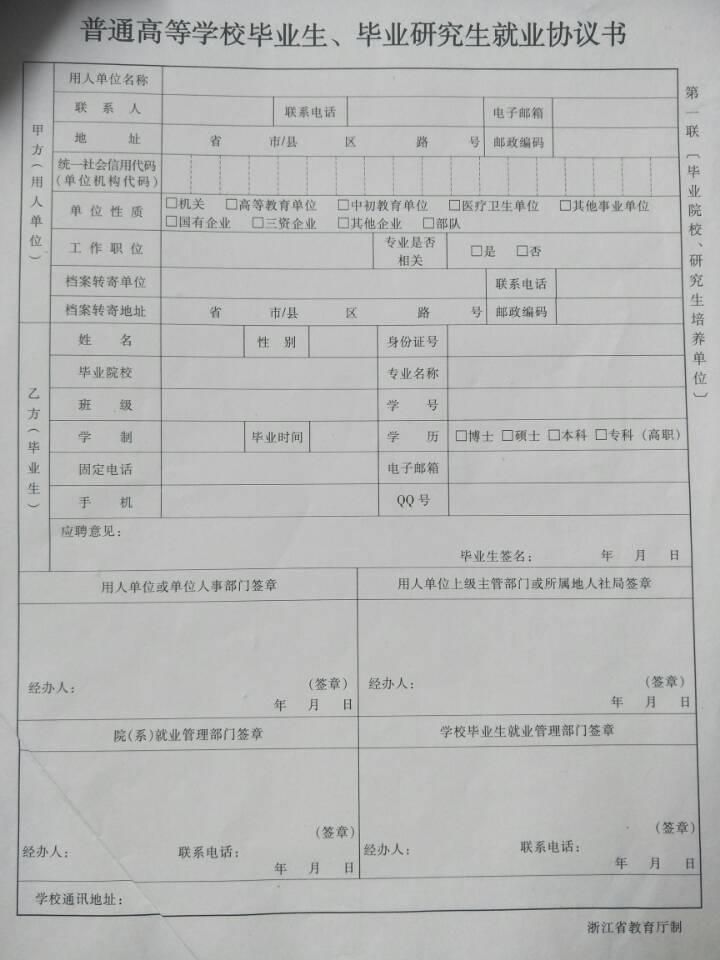 普通高等学校毕业生、毕业研究生就业协议书
第一联〔毕业院校、研究生培养单位〕
甲方(用人单位)
用人单位名称
联系人 联系电话 电子邮箱
地址 省 市/县 区 路 号 邮政编码
统一社会信用代码
(单位机构代码)
单位性质 □机关 □高等教育单位 □中初教育单位 □医疗卫生单位 □其他事业单位
□国有企业 □三资企业 □其他企业 □部队
工作职位 专业是否 □是 □否
相关
档案转寄单位 联系电话
档案转寄地址 省 市/县 区 路 号 邮政编码
乙方(毕业生)
姓名 性别 身份证号
毕业院校 专业名称
班级 学号
学制 毕业时间 学历 □博士 □硕士 □本科 □专科(高职)
固定电话 电子邮箱
手机 QQ号
应聘意见：
毕业生签名： 年 月 日
用人单位或单位人事部门签章 用人单位上级主管部门或所属地人社局签章
经办人： (签章) 经办人： (签章)
年 月 日 年 月 日
院(系)就业管理部门签章 学校毕业生就业管理部门签章
(签章) (签章)
经办人： 联系电话： 经办人： 联系电话：
年 月 日 年 月 日
学校通讯地址：
浙江省教育厅制